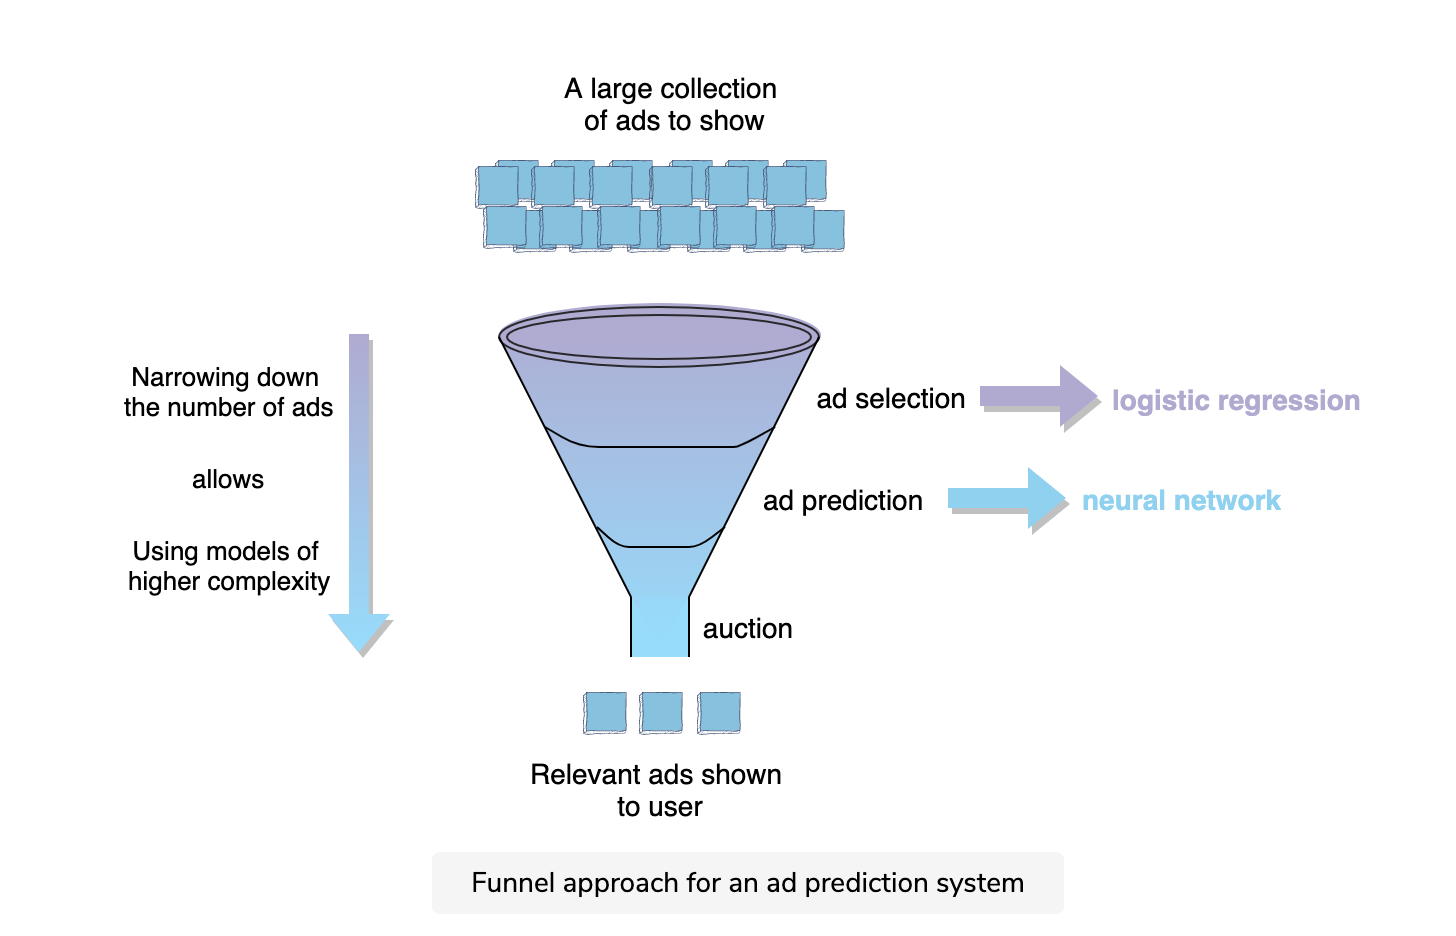 A large collection
of ads to show
Narrowing down
the number of ads
allows
Using models of
higher complexity
ad selection
logistic regression
ad prediction
neural network
auction
Relevant ads shown
to user
Funnel approach for an ad prediction system